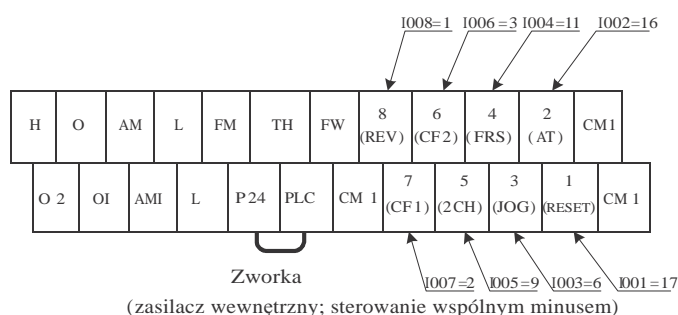 I008=1 I006=3 I004=11 I002=16
H O AM L FM TH FW 8 (REV) 6 (CF2) 4 (FRS) 2 (AT) CM1
O 2 OI AMI L P24 PLC CM 1 7 (CF1) 5 (2CH) 3 (JOG) 1 (RESET) CM 1
Zworka I007=2 I005=9 I003=6 I001=17
(zasilacz wewnętrzny; sterowanie wspólnym minusem)